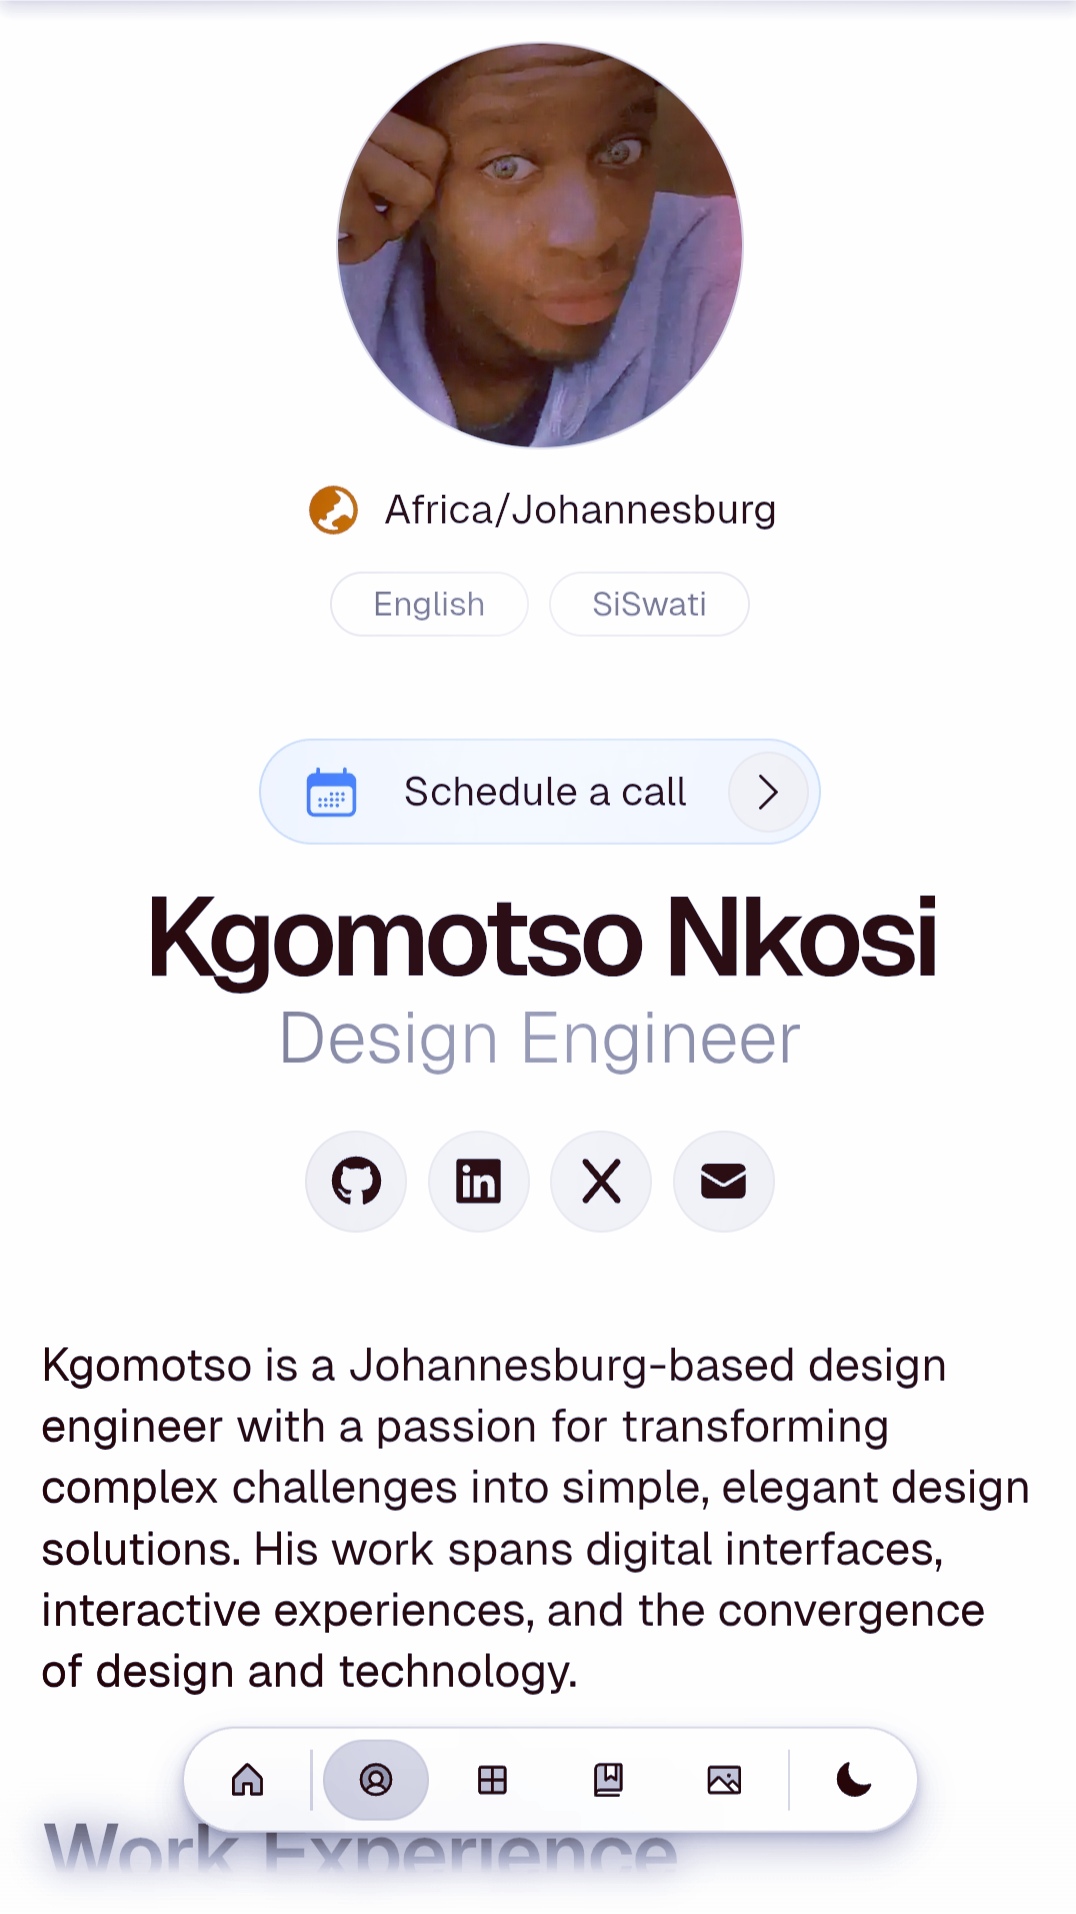 Africa/Johannesburg
English SiSwati
Schedule a call
Kgomotso Nkosi
Design Engineer
Kgomotso is a Johannesburg-based design
engineer with a passion for transforming
complex challenges into simple, elegant design
solutions. His work spans digital interfaces,
interactive experiences, and the convergence
of design and technology.
Work Experience